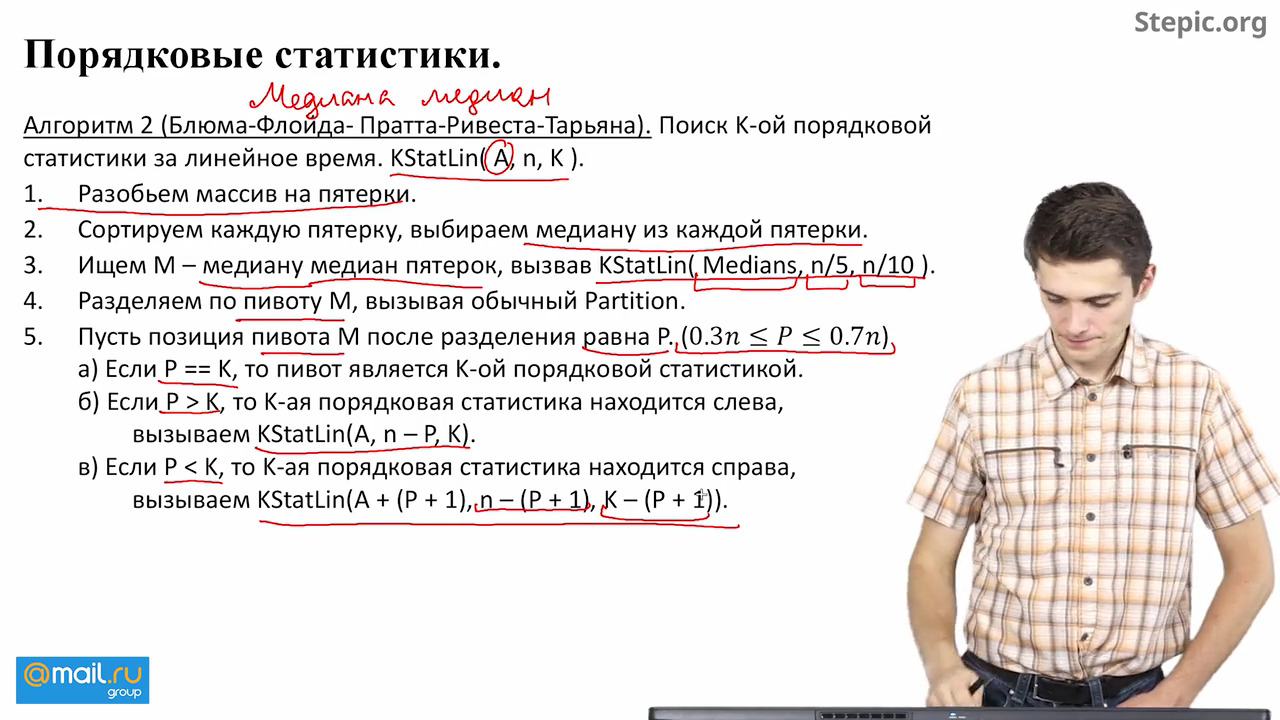 Stepic.org
Порядковые статистики.
Медиана медиан
Алгоритм 2 (Блюма-Флойда- Пратта-Ривеста-Тарьяна). Поиск K-ой порядковой
статистики за линейное время. KStatLin( A, n, K ).
1. Разобьем массив на пятерки.
2. Сортируем каждую пятерку, выбираем медиану из каждой пятерки.
3. Ищем M – медиану медиан пятерок, вызвав KStatLin( Medians, n/5, n/10 ).
4. Разделяем по пивоту M, вызывая обычный Partition.
5. Пусть позиция пивота M после разделения равна P. (0.3n ≤ P ≤ 0.7n)
а) Если P == K, то пивот является K-ой порядковой статистикой.
б) Если P > K, то K-ая порядковая статистика находится слева,
вызываем KStatLin(A, n – P, K).
в) Если P < K, то K-ая порядковая статистика находится справа,
вызываем KStatLin(A + (P + 1), n – (P + 1), K – (P + 1)).
@mail.ru
group